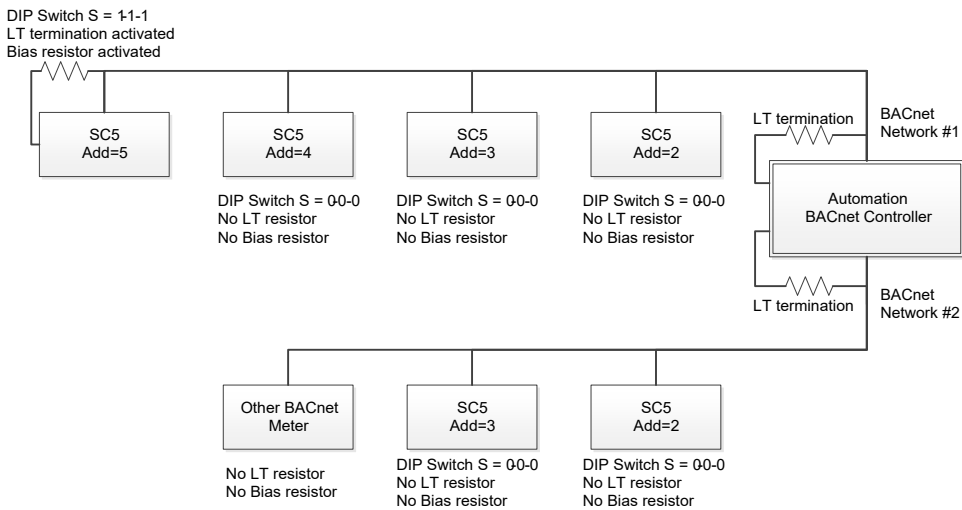 DIP Switch S = 1-1-1
LT termination activated
Bias resistor activated
SC5
Add=5
SC5
Add=4
SC5
Add=3
SC5
Add=2
LT termination
BACnet
Network #1
DIP Switch S = 0-0-0
No LT resistor
No Bias resistor
DIP Switch S = 0-0-0
No LT resistor
No Bias resistor
DIP Switch S = 0-0-0
No LT resistor
No Bias resistor
Automation
BACnet Controller
LT termination
BACnet
Network #2
Other BACnet
Meter
SC5
Add=3
SC5
Add=2
No LT resistor
No Bias resistor
DIP Switch S = 0-0-0
No LT resistor
No Bias resistor
DIP Switch S = 0-0-0
No LT resistor
No Bias resistor